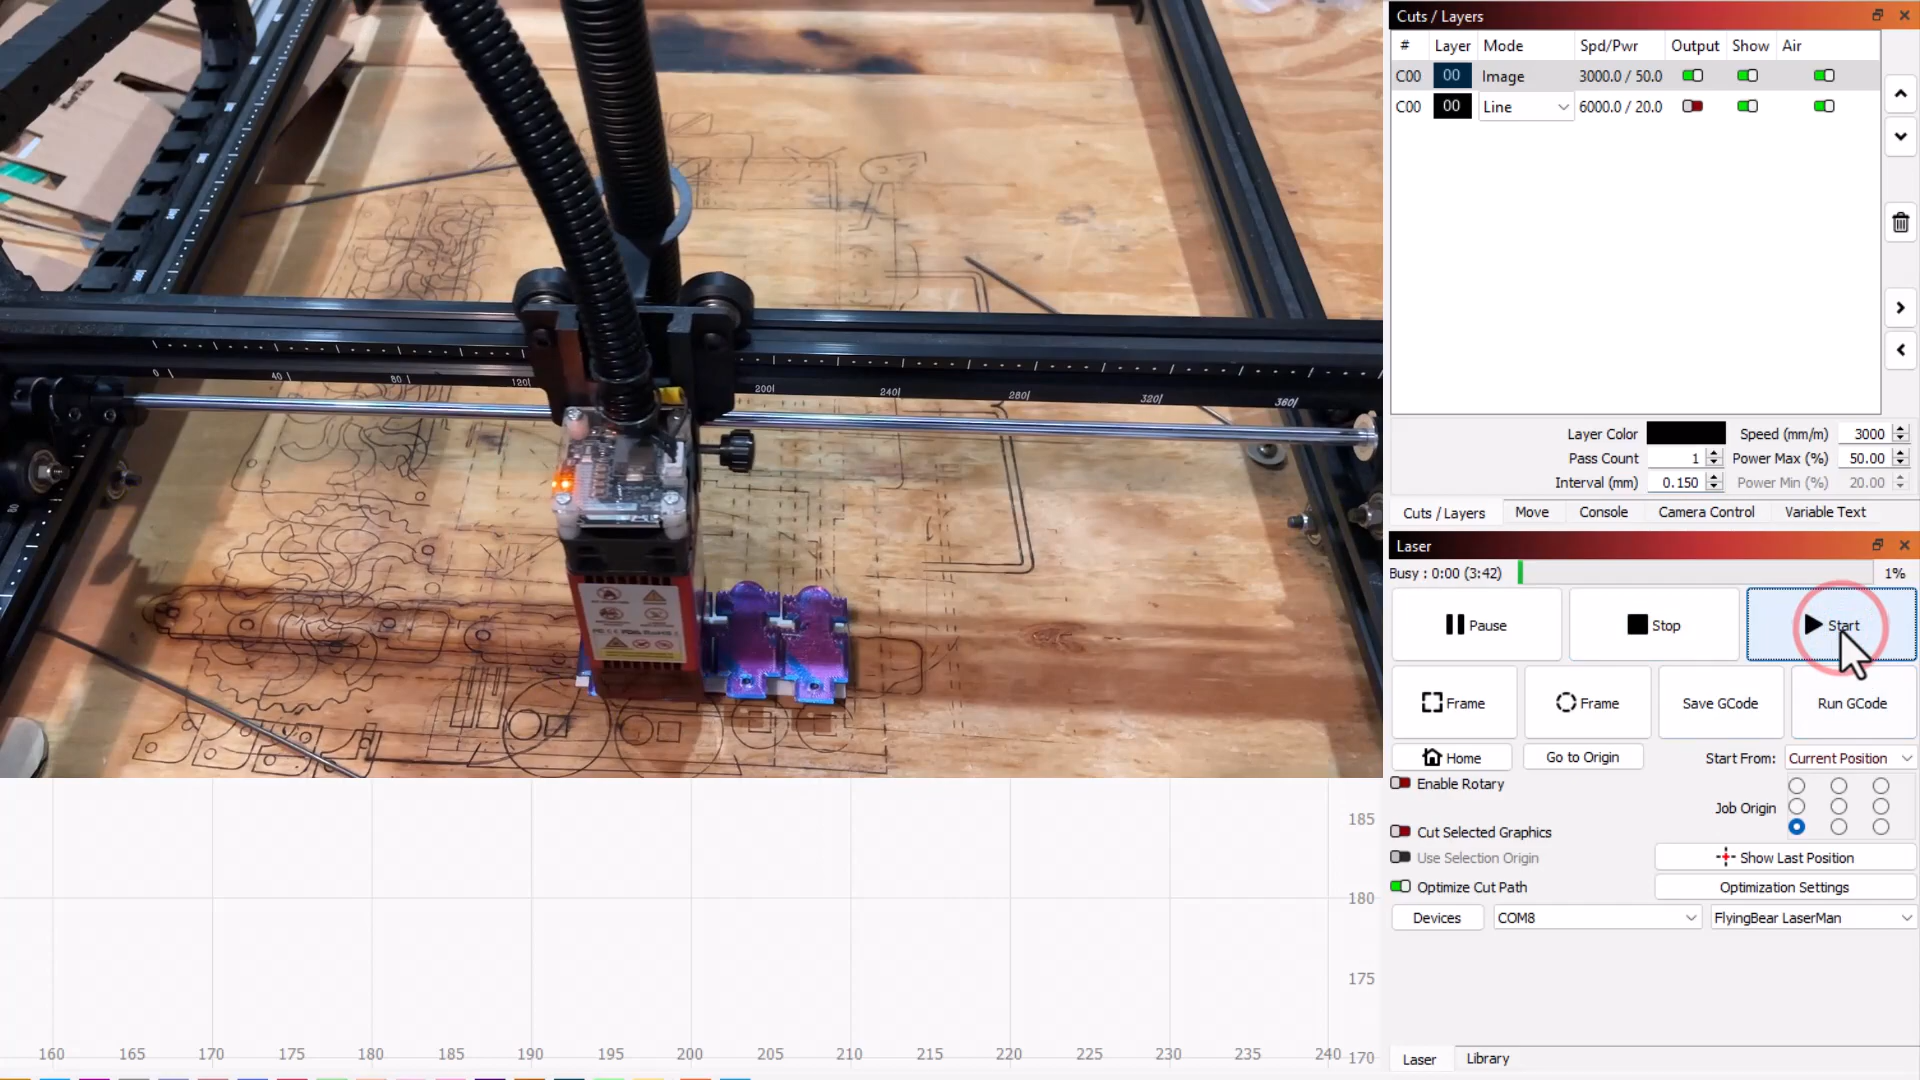 Cuts / Layers
# Layer Mode Spd/Pwr Output Show Air
C00 00 Image 3000.0 / 50.0
C00 00 Line 6000.0 / 20.0
Layer Color Speed (mm/m) 3000
Pass Count 1 Power Max (%) 50.00
Interval (mm) 0.150 Power Min (%) 20.00
Cuts / Layers Move Console Camera Control Variable Text
Laser
Busy : 0:00 (3:42) 1%
Pause Stop Start
Frame Frame Save GCode Run GCode
Home Go to Origin Start From: Current Position
Enable Rotary
Job Origin
Cut Selected Graphics
Use Selection Origin Show Last Position
Optimize Cut Path Optimization Settings
Devices COM8 FlyingBear LaserMan
Laser Library
0 40 80 120 200 240 280 320 360
185
180
175
170
160 165 170 175 180 185 190 195 200 205 210 215 220 225 230 235 240